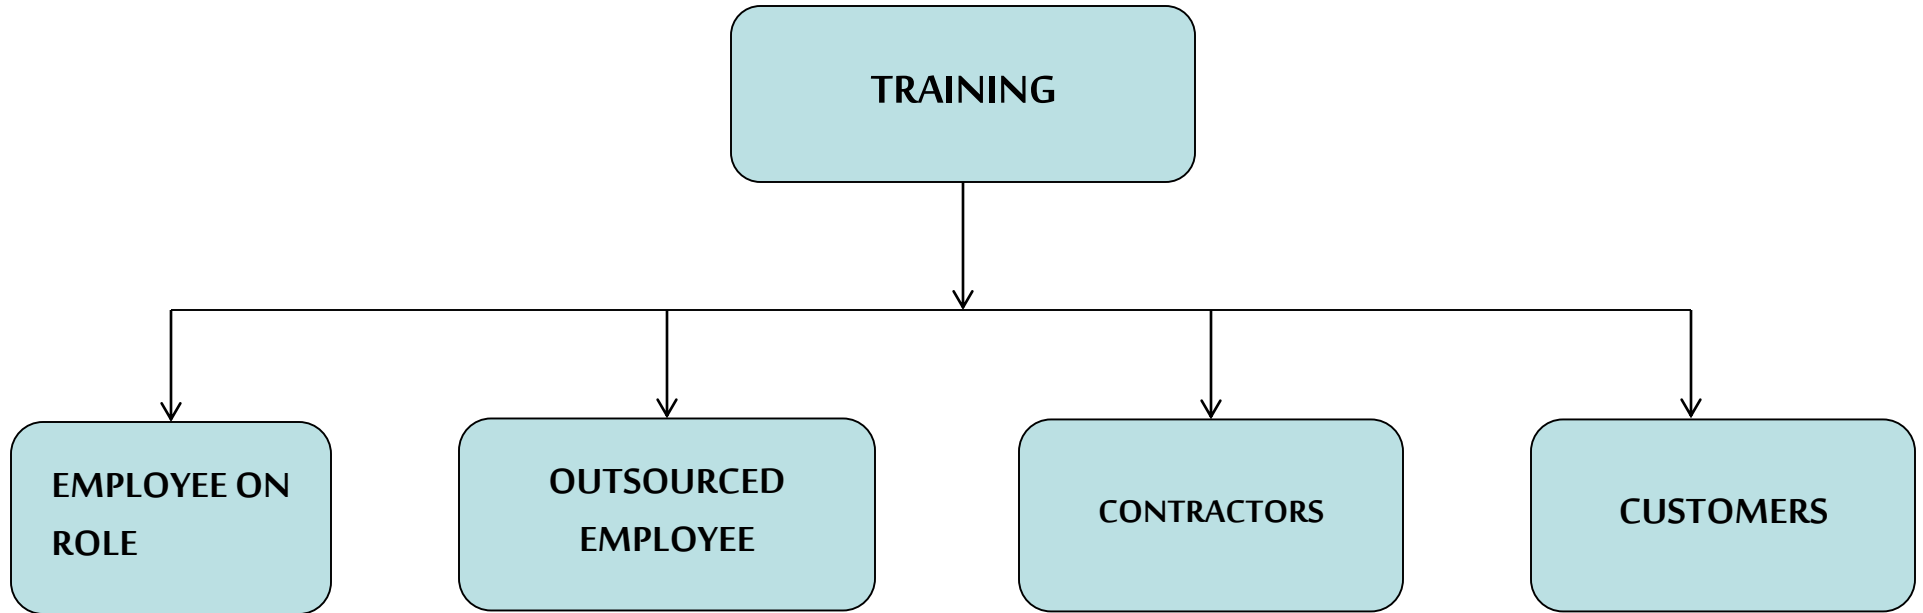 TRAINING
EMPLOYEE ON
ROLE
OUTSOURCED
EMPLOYEE
CONTRACTORS
CUSTOMERS